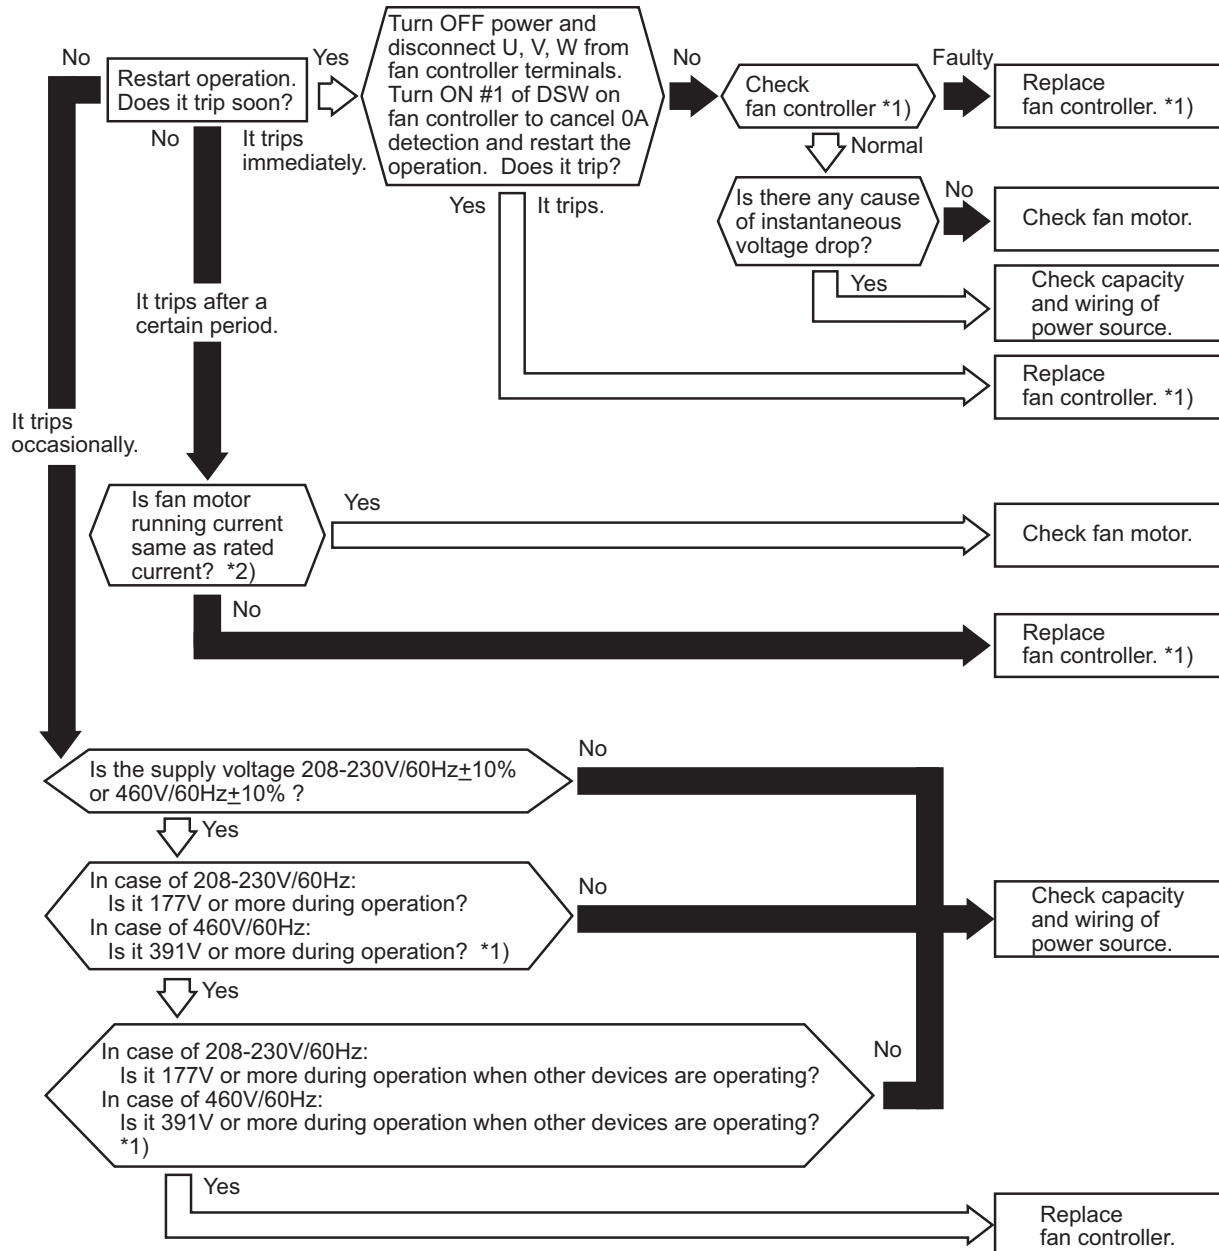 No
Restart operation.
Does it trip soon?
Yes
Turn OFF power and
disconnect U, V, W from
fan controller terminals.
Turn ON #1 of DSW on
fan controller to cancel 0A
detection and restart the
operation. Does it trip?
No
Check
fan controller *1)
Faulty
Replace
fan controller. *1)
No
It trips
immediately.
Normal
Yes
It trips.
Is there any cause
of instantaneous
voltage drop?
No
Check fan motor.
Yes
Check capacity
and wiring of
power source.
Replace
fan controller. *1)
It trips after a
certain period.
It trips
occasionally.
Is fan motor
running current
same as rated
current? *2)
Yes
Check fan motor.
No
Replace
fan controller. *1)
Is the supply voltage 208-230V/60Hz±10%
or 460V/60Hz±10% ?
No
Yes
In case of 208-230V/60Hz:
Is it 177V or more during operation?
In case of 460V/60Hz:
Is it 391V or more during operation? *1)
No
Check capacity
and wiring of
power source.
Yes
In case of 208-230V/60Hz:
Is it 177V or more during operation when other devices are operating?
In case of 460V/60Hz:
Is it 391V or more during operation when other devices are operating?
*1)
No
Yes
Replace
fan controller.